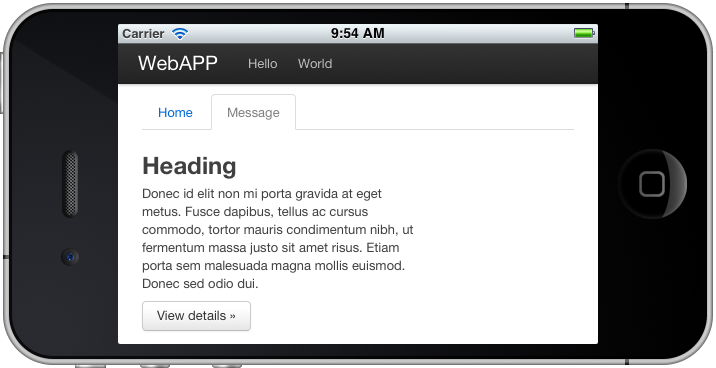 Carrier 9:54 AM
WebAPP Hello World
Home Message
Heading
Donec id elit non mi porta gravida at eget
metus. Fusce dapibus, tellus ac cursus
commodo, tortor mauris condimentum nibh, ut
fermentum massa justo sit amet risus. Etiam
porta sem malesuada magna mollis euismod.
Donec sed odio dui.
View details »